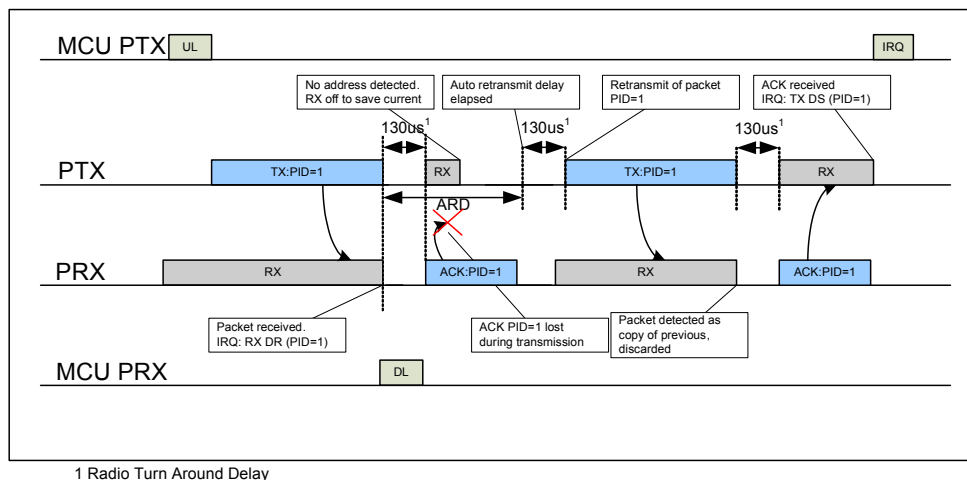 MCU PTX
UL
IRQ
No address detected.
RX off to save current
Auto retransmit delay
elapsed
Retransmit of packet
PID=1
ACK received
IRQ: TX DS (PID=1)
130us1
130us1
130us1
PTX
TX:PID=1
RX
TX:PID=1
RX
ARD
PRX
RX
ACK:PID=1
RX
ACK:PID=1
Packet received.
IRQ: RX DR (PID=1)
ACK PID=1 lost
during transmission
Packet detected as
copy of previous,
discarded
MCU PRX
DL
1 Radio Turn Around Delay